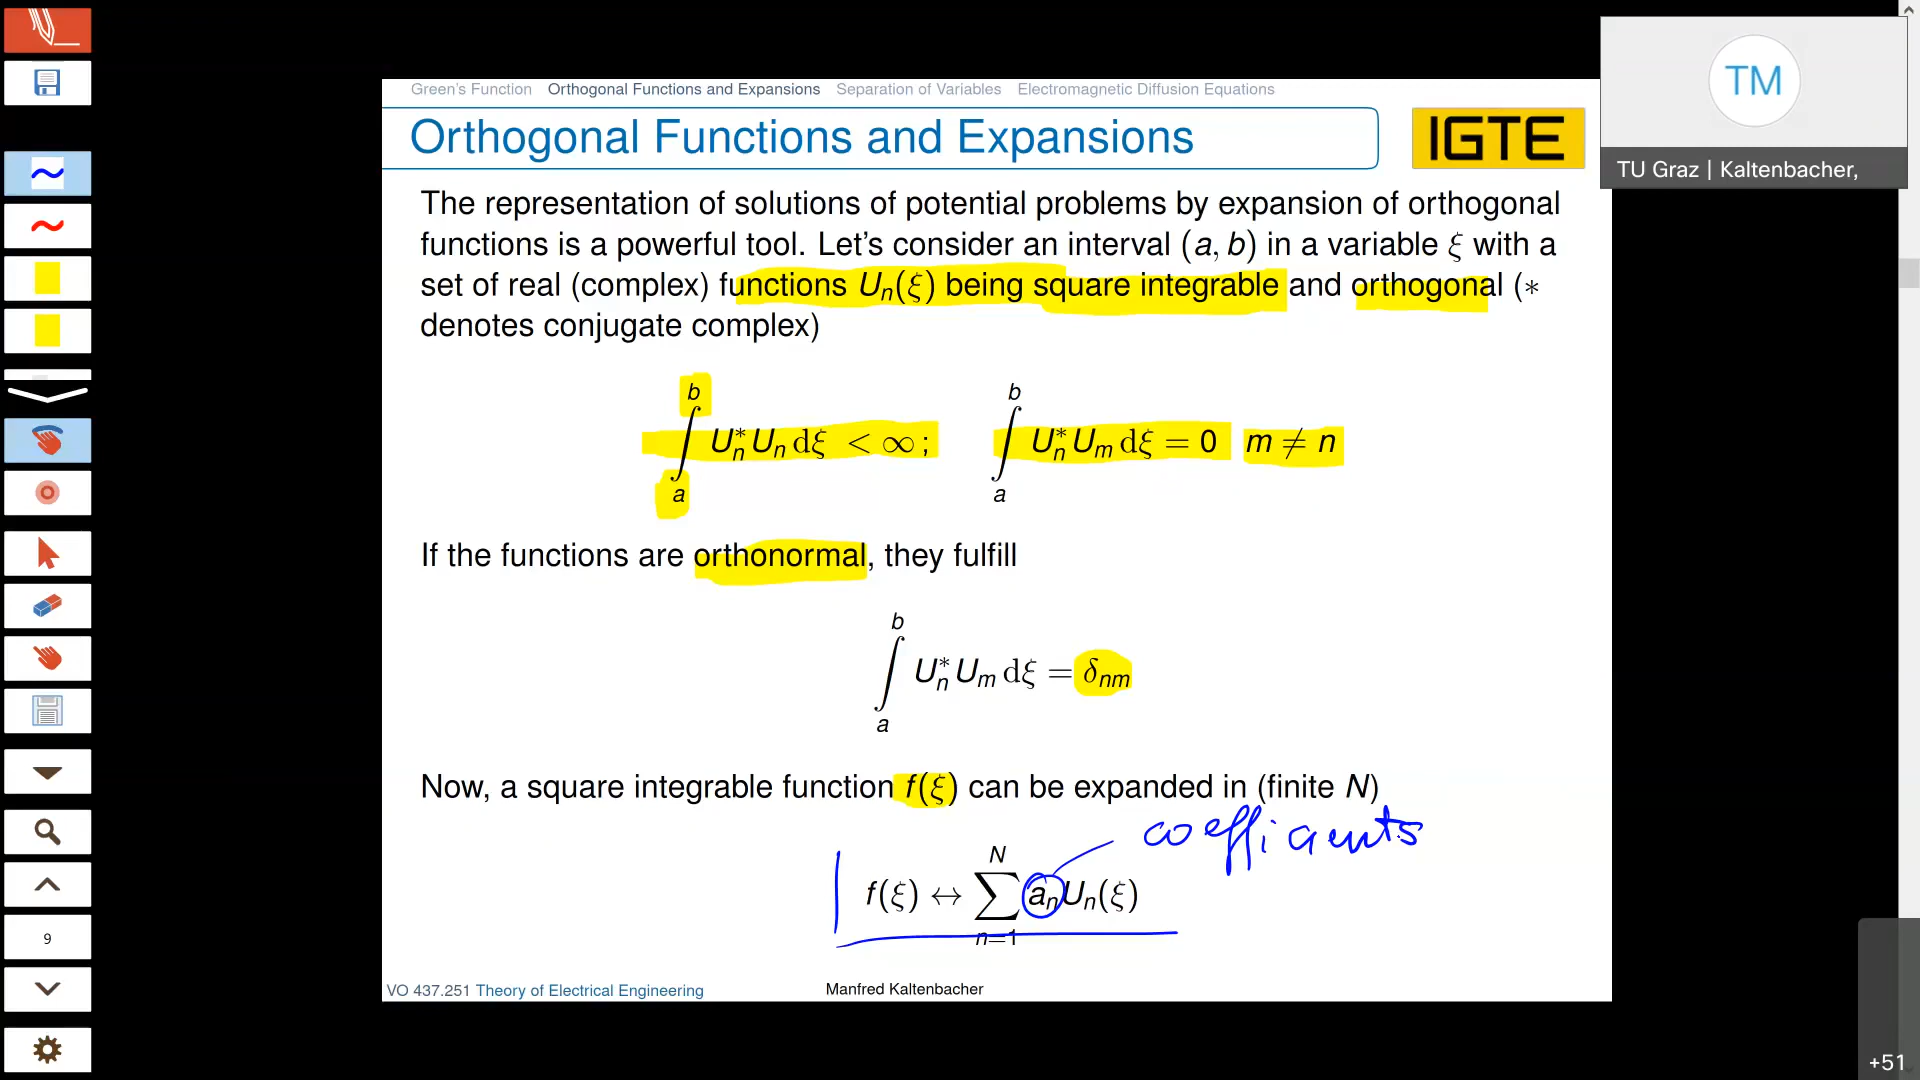 Green's Function Orthogonal Functions and Expansions Separation of Variables Electromagnetic Diffusion Equations
Orthogonal Functions and Expansions
IGTE
TM
TU Graz | Kaltenbacher,
The representation of solutions of potential problems by expansion of orthogonal
functions is a powerful tool. Let's consider an interval (a, b) in a variable ξ with a
set of real (complex) functions Uₙ(ξ) being square integrable and orthogonal (∗
denotes conjugate complex)
∫ₐᵇ Uₙ* Uₙ dξ < ∞ ; ∫ₐᵇ Uₙ* Uₘ dξ = 0 m ≠ n
If the functions are orthonormal, they fulfill
∫ₐᵇ Uₙ* Uₘ dξ = δₙₘ
Now, a square integrable function f(ξ) can be expanded in (finite N)
coefficients
f(ξ) ↔ ∑ₙ₌₁ᴺ aₙUₙ(ξ)
VO 437.251 Theory of Electrical Engineering
Manfred Kaltenbacher
9
+51